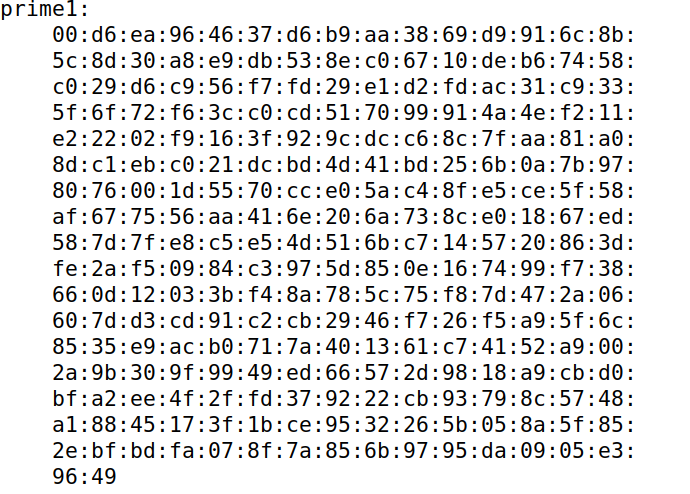 prime1:
00:d6:ea:96:46:37:d6:b9:aa:38:69:d9:91:6c:8b:
5c:8d:30:a8:e9:db:53:8e:c0:67:10:de:b6:74:58:
c0:29:d6:c9:56:f7:fd:29:e1:d2:fd:ac:31:c9:33:
5f:6f:72:f6:3c:c0:cd:51:70:99:91:4a:4e:f2:11:
e2:22:02:f9:16:3f:92:9c:dc:c6:8c:7f:aa:81:a0:
8d:c1:eb:c0:21:dc:bd:4d:41:bd:25:6b:0a:7b:97:
80:76:00:1d:55:70:cc:e0:5a:c4:8f:e5:ce:5f:58:
af:67:75:56:aa:41:6e:20:6a:73:8c:e0:18:67:ed:
58:7d:7f:e8:c5:e5:4d:51:6b:c7:14:57:20:86:3d:
fe:2a:f5:09:84:c3:97:5d:85:0e:16:74:99:f7:38:
66:0d:12:03:3b:f4:8a:78:5c:75:f8:7d:47:2a:06:
60:7d:d3:cd:91:c2:cb:29:46:f7:26:f5:a9:5f:6c:
85:35:e9:ac:b0:71:7a:40:13:61:c7:41:52:a9:00:
2a:9b:30:9f:99:49:ed:66:57:2d:98:18:a9:cb:d0:
bf:a2:ee:4f:2f:fd:37:92:22:cb:93:79:8c:57:48:
a1:88:45:17:3f:1b:ce:95:32:26:5b:05:8a:5f:85:
2e:bf:bd:fa:07:8f:7a:85:6b:97:95:da:09:05:e3:
96:49